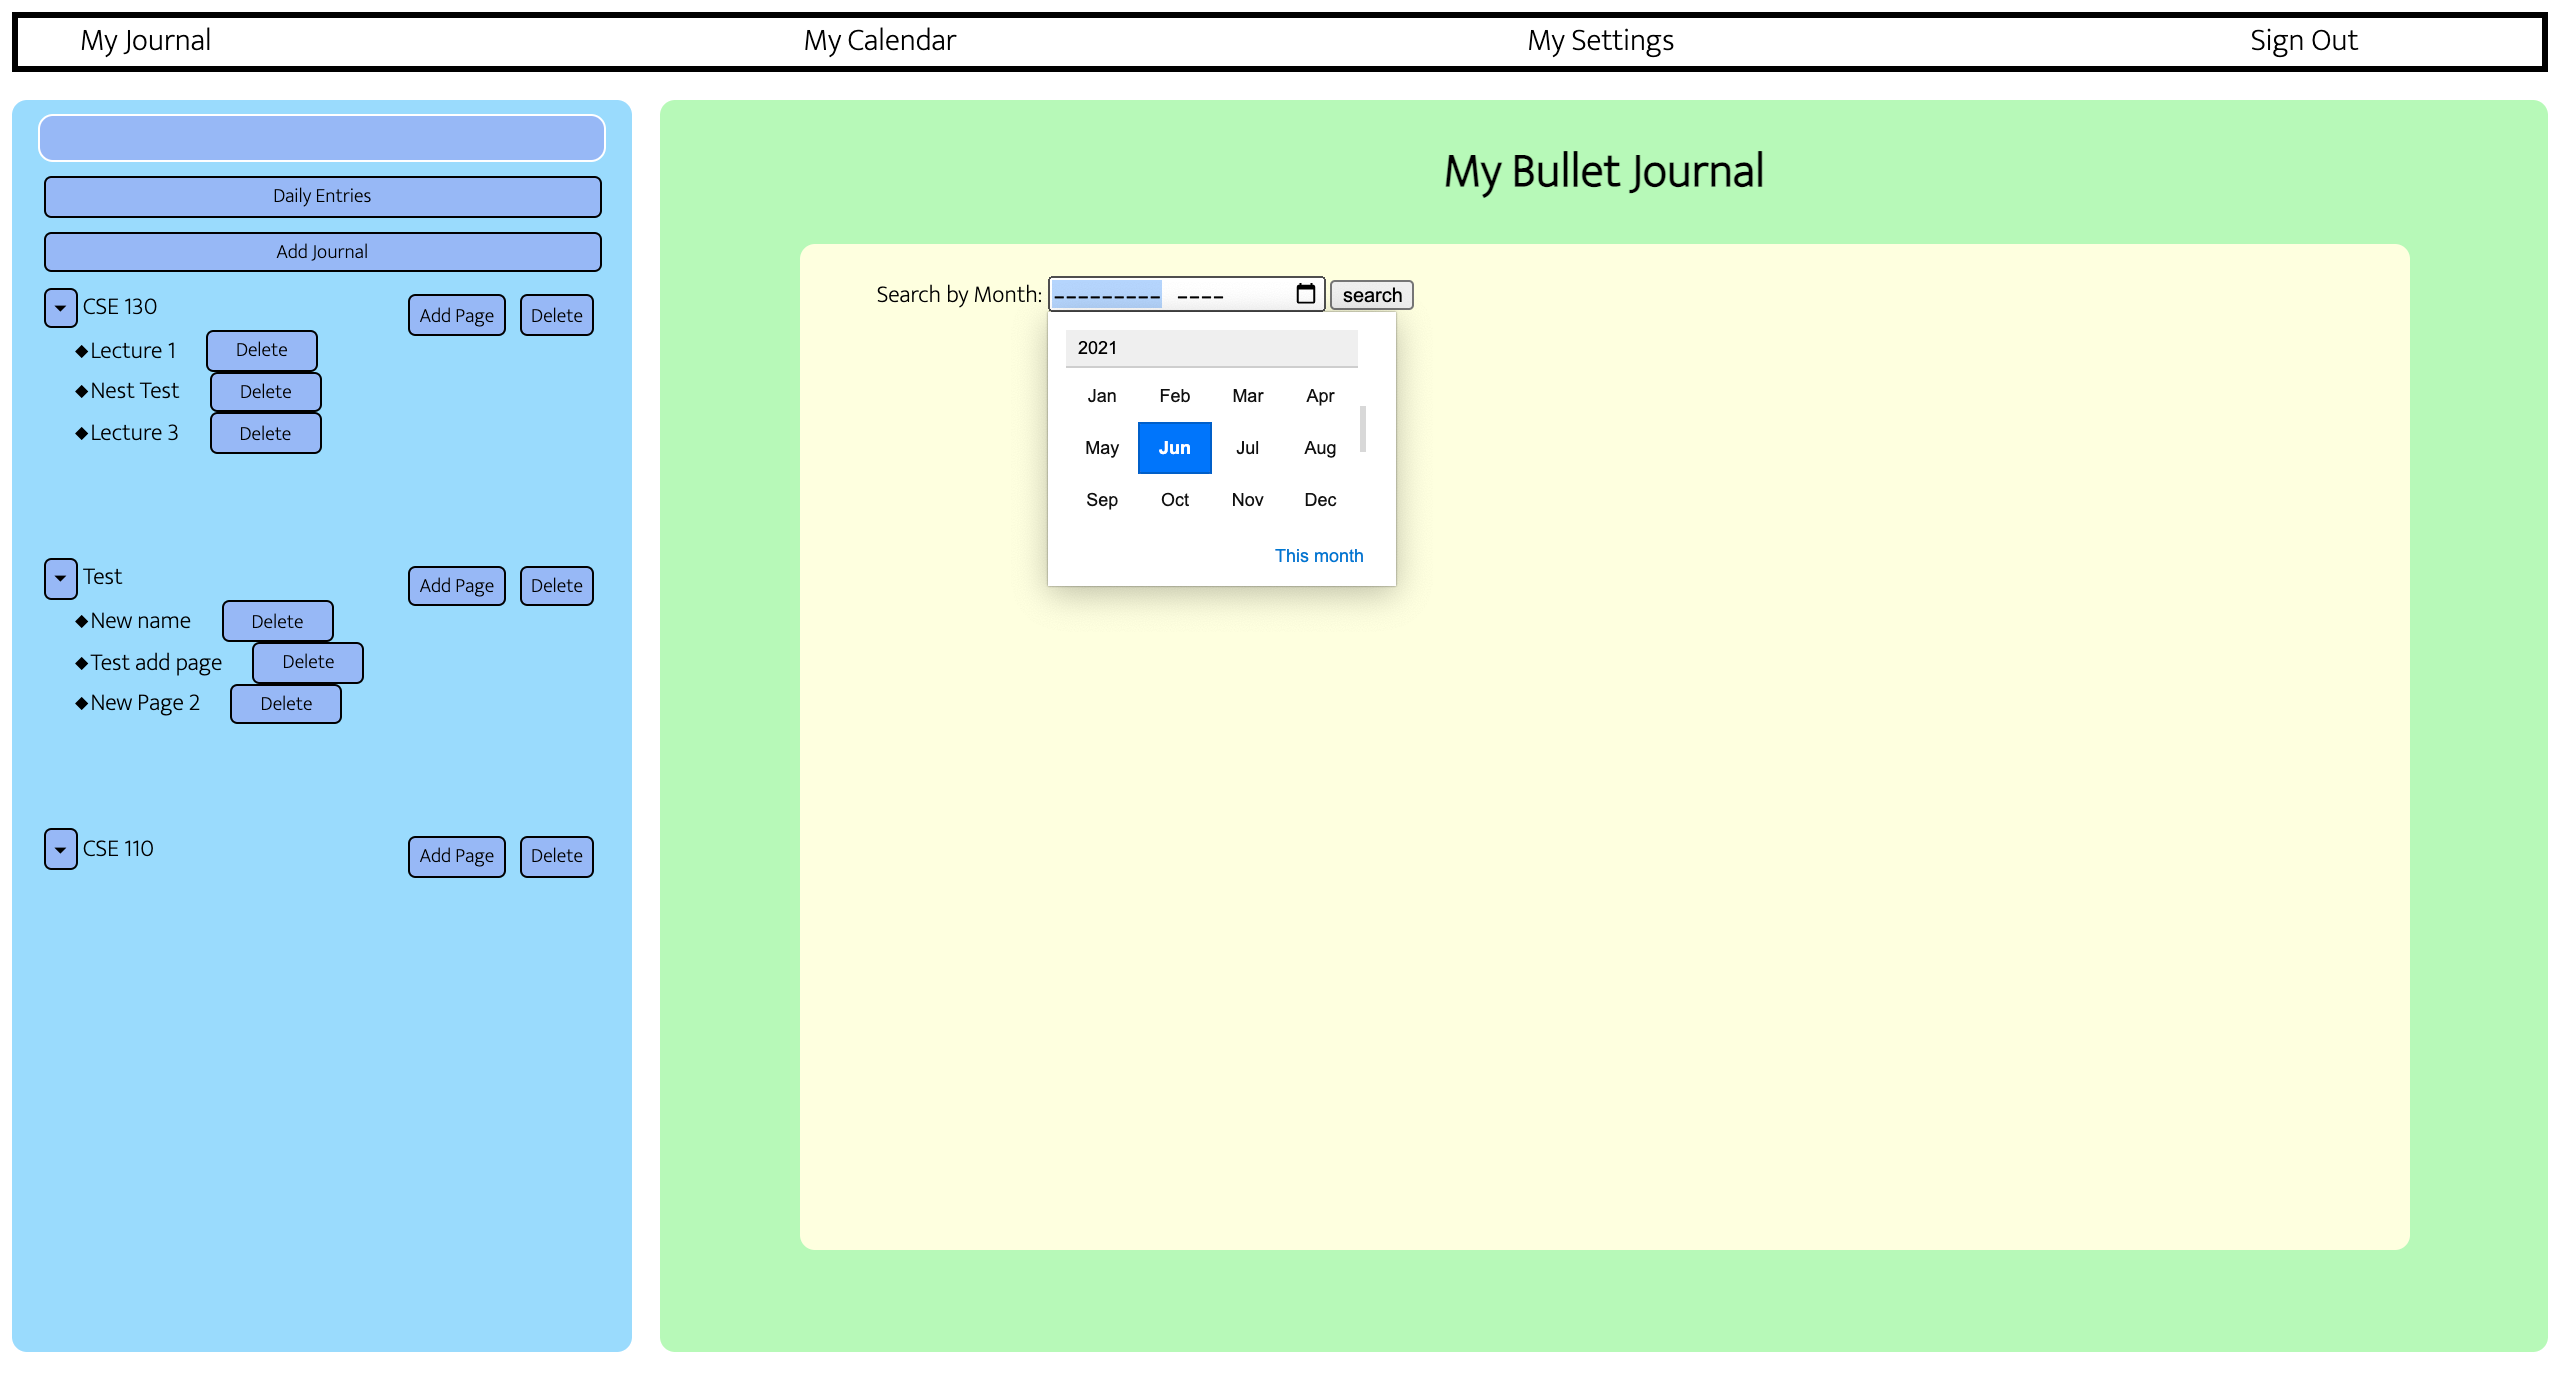 My Journal My Calendar My Settings Sign Out
Daily Entries
Add Journal
CSE 130 Add Page Delete
◆Lecture 1 Delete
◆Nest Test Delete
◆Lecture 3 Delete
Test Add Page Delete
◆New name Delete
◆Test add page Delete
◆New Page 2 Delete
CSE 110 Add Page Delete
My Bullet Journal
Search by Month: --------- ---- search
2021
Jan Feb Mar Apr
May Jun Jul Aug
Sep Oct Nov Dec
This month